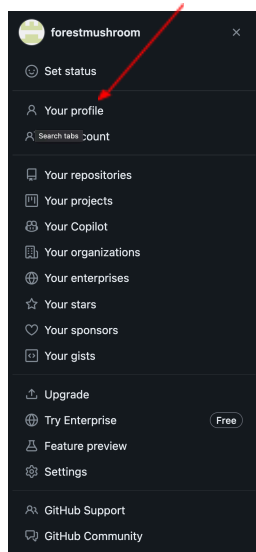 forestmushroom
Set status
Your profile
Search tabs ount
Your repositories
Your projects
Your Copilot
Your organizations
Your enterprises
Your stars
Your sponsors
Your gists
Upgrade
Try Enterprise Free
Feature preview
Settings
GitHub Support
GitHub Community